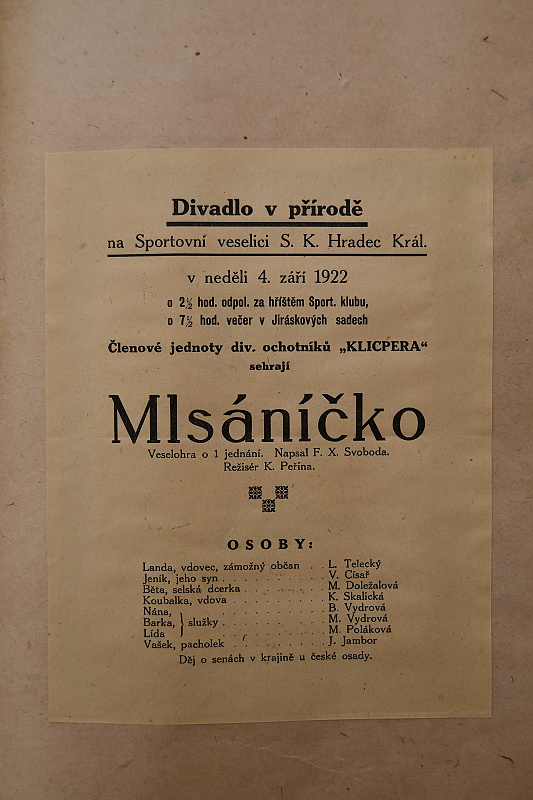 Divadlo v přírodě
na Sportovní veselici S. K. Hradec Král.
v neděli 4. září 1922
o 2½ hod. odpol. za hříštěm Sport. klubu,
o 7½ hod. večer v Jiráskových sadech
Členové jednoty div. ochotníků „KLICPERA“
sehrají
Mlsáníčko
Veselohra o 1 jednání. Napsal F. X. Svoboda.
Režisér K. Peřina.
OSOBY:
Landa, vdovec, zámožný občan . . L. Telecký
Jeník, jeho syn . . . . . . . . . V. Císař
Běta, selská dcerka . . . . . . . M. Doležalová
Koubalka, vdova . . . . . . . . K. Skalická
Nána, B. Vydrová
Barka, } služky . . . . . . . . . M. Vydrová
Lída M. Poláková
Vašek, pacholek . . . . . . . . J. Jambor
Děj o senách v krajině u české osady.